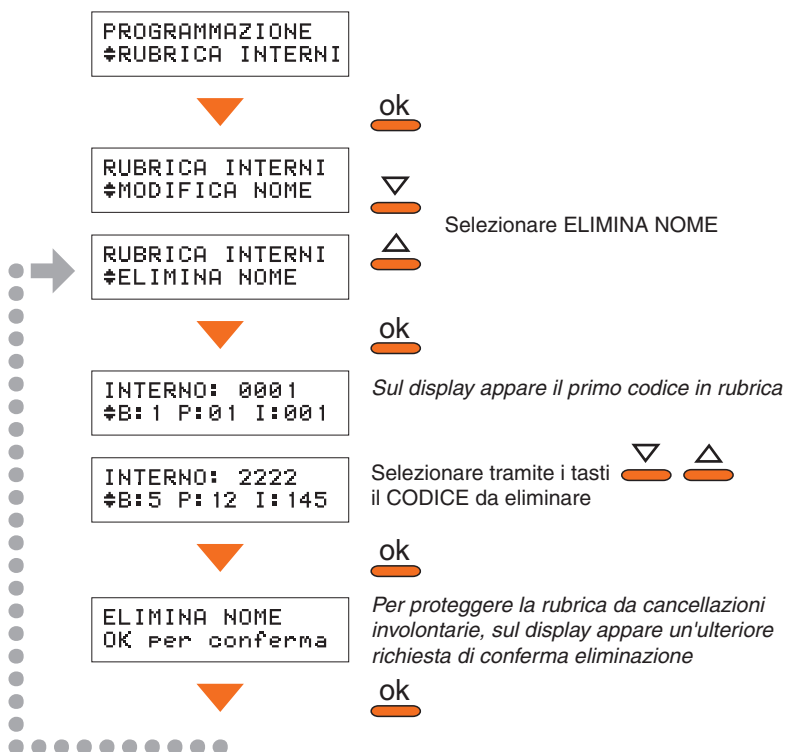 PROGRAMMAZIONE
RUBRICA INTERNI
ok
RUBRICA INTERNI
MODIFICA NOME
Selezionare ELIMINA NOME
RUBRICA INTERNI
ELIMINA NOME
ok
INTERNO: 0001
B:1 P:01 I:001
Sul display appare il primo codice in rubrica
INTERNO: 2222
B:5 P:12 I:145
Selezionare tramite i tasti
il CODICE da eliminare
ok
ELIMINA NOME
OK per conferma
Per proteggere la rubrica da cancellazioni
involontarie, sul display appare un'ulteriore
richiesta di conferma eliminazione
ok